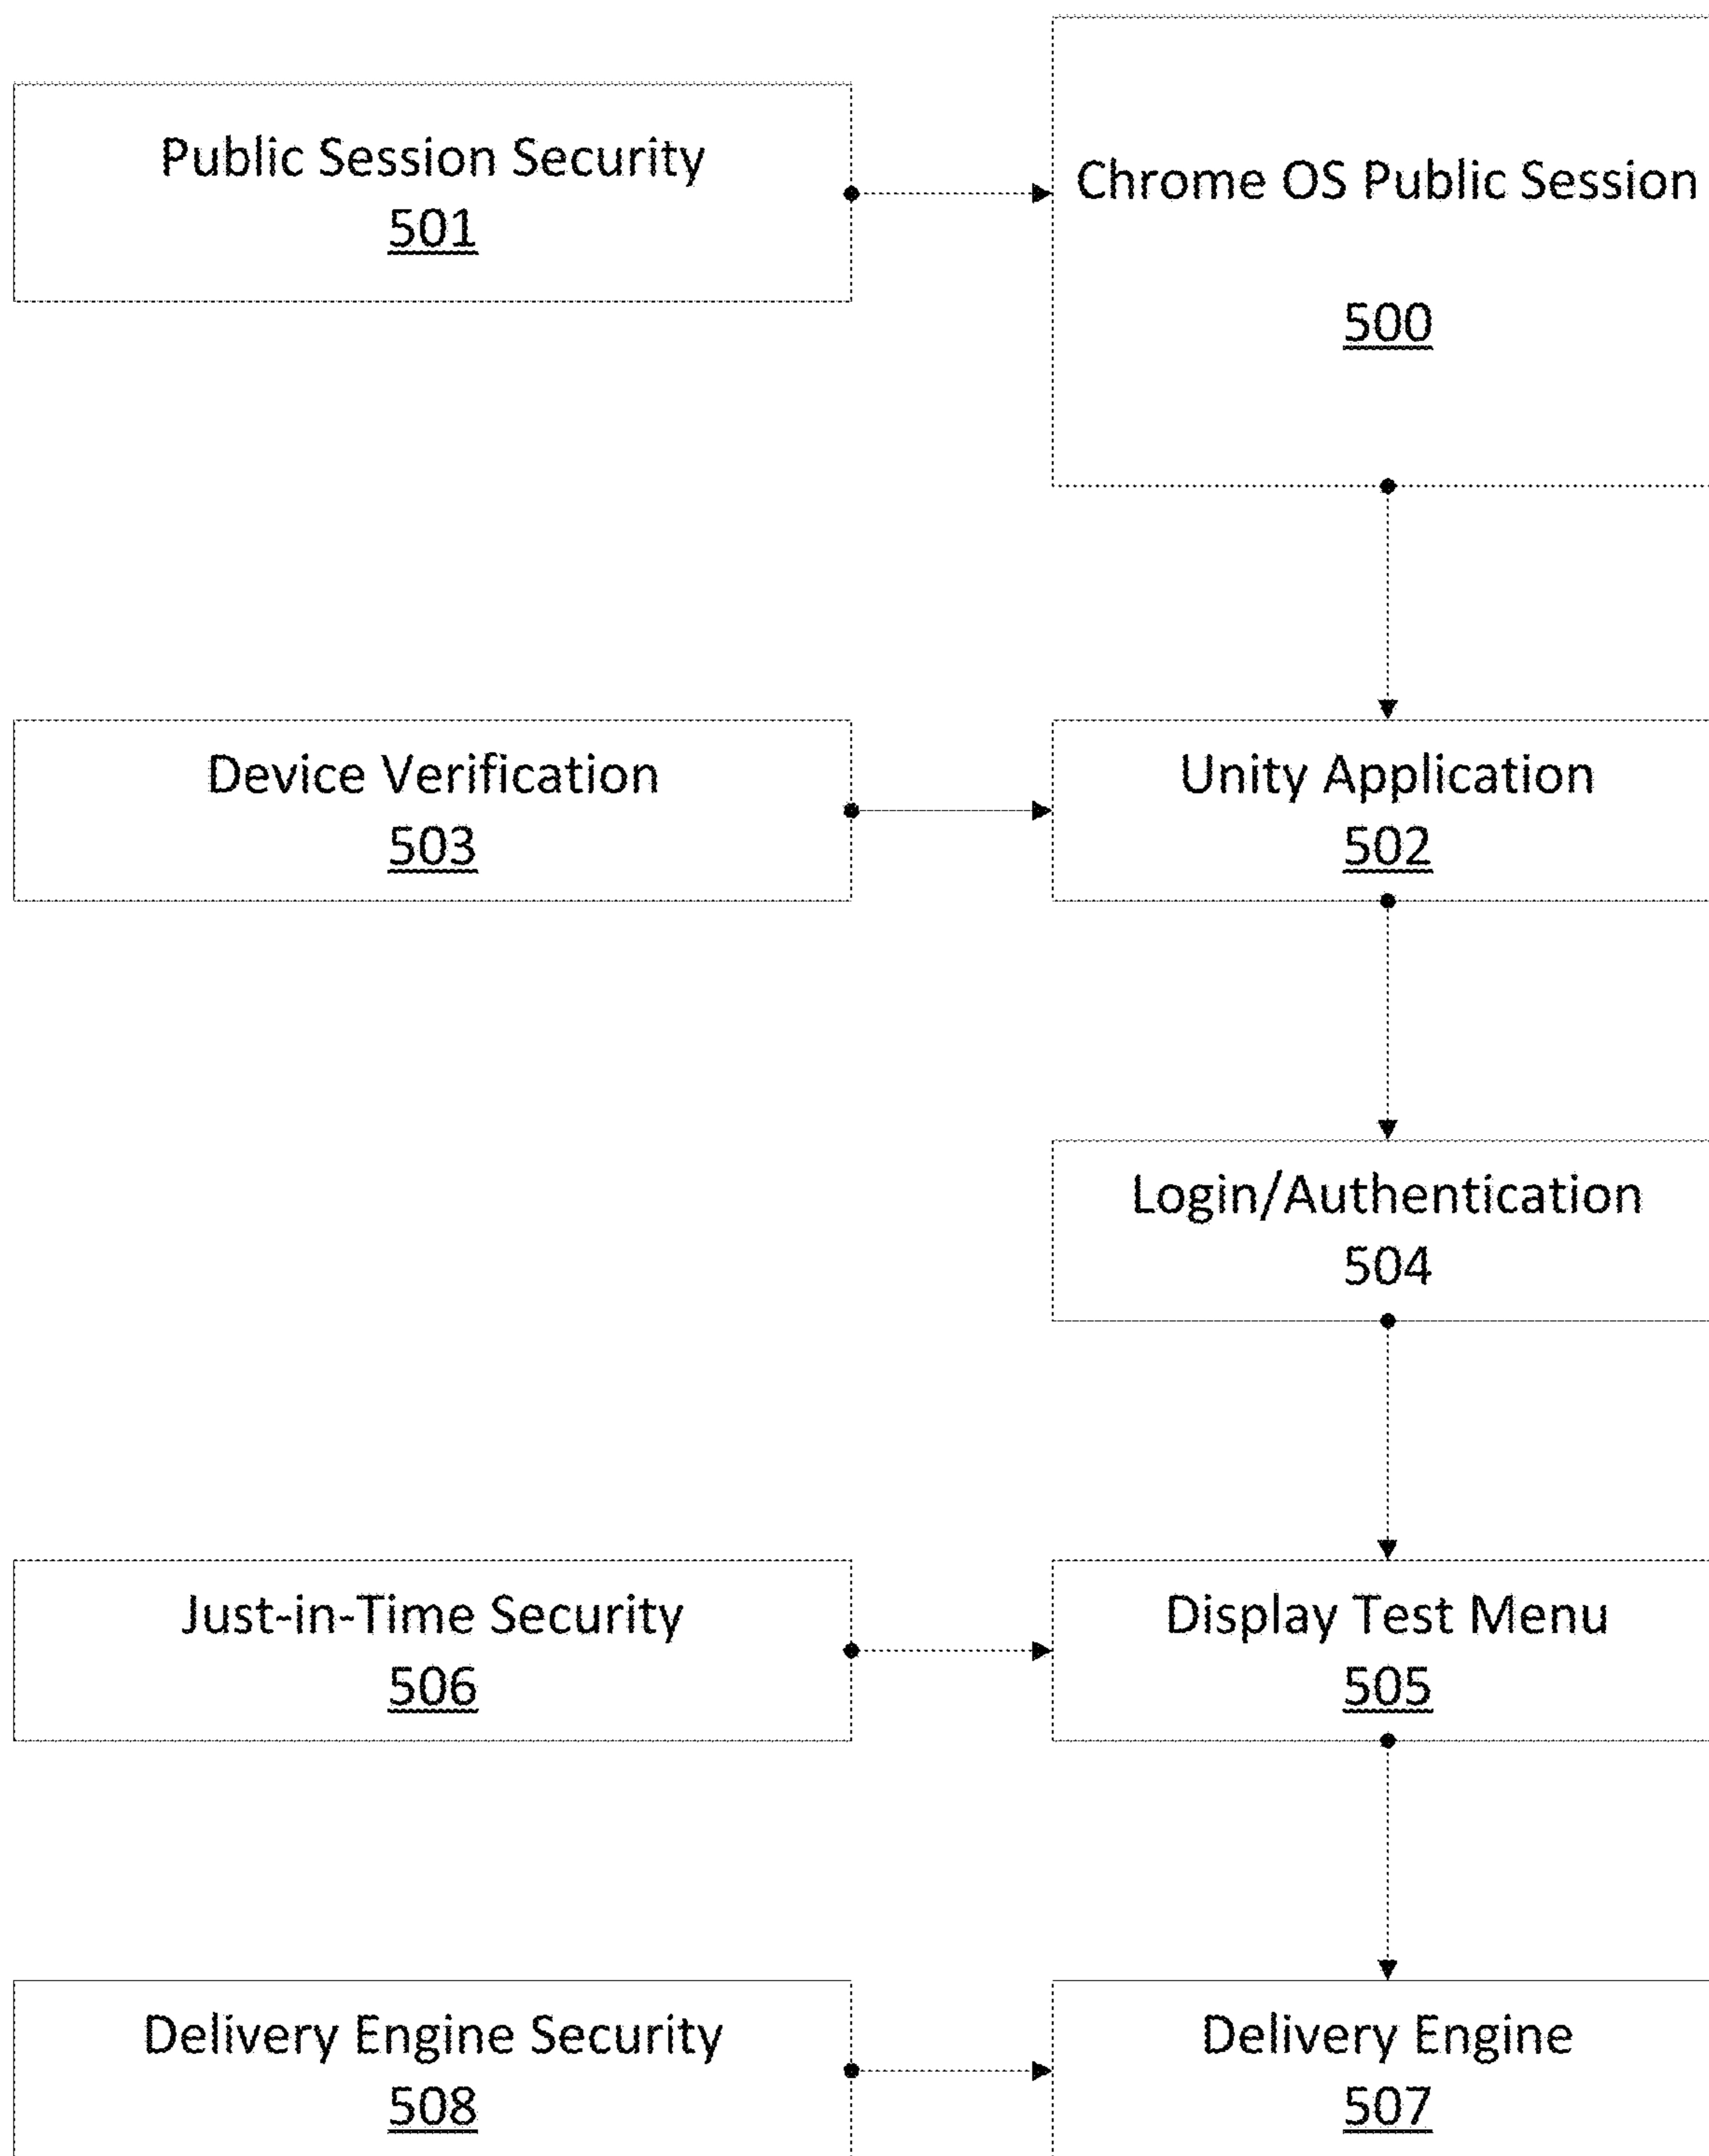 Public Session Security
501
Chrome OS Public Session
500
Device Verification
503
Unity Application
502
Login/Authentication
504
Just-in-Time Security
506
Display Test Menu
505
Delivery Engine Security
508
Delivery Engine
507